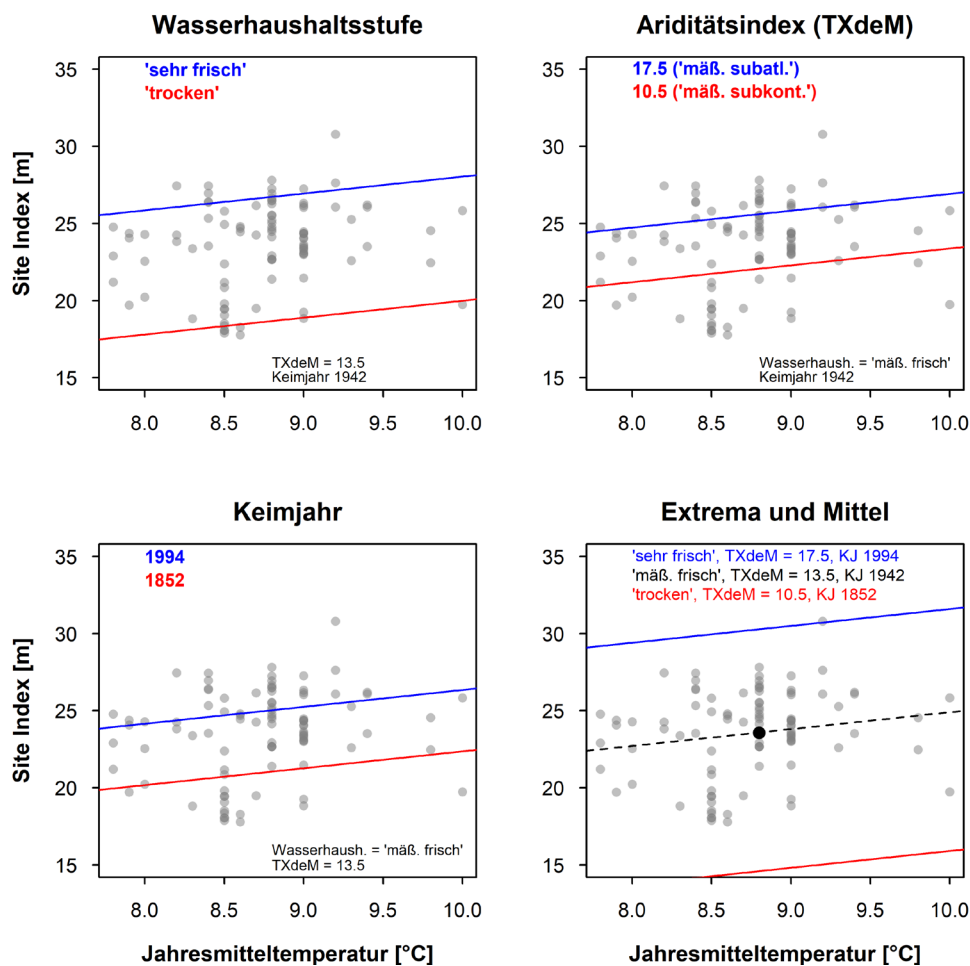 Wasserhaushaltsstufe
'sehr frisch'
'trocken'
35
30
25
20
15
Site Index [m]
TXdeM = 13.5
Keimjahr 1942
8.0 8.5 9.0 9.5 10.0
Ariditätsindex (TXdeM)
17.5 ('mäß. subatl.')
10.5 ('mäß. subkont.')
35
30
25
20
15
Wasserhaush. = 'mäß. frisch'
Keimjahr 1942
8.0 8.5 9.0 9.5 10.0
Keimjahr
1994
1852
35
30
25
20
15
Site Index [m]
Wasserhaush. = 'mäß. frisch'
TXdeM = 13.5
8.0 8.5 9.0 9.5 10.0
Jahresmitteltemperatur [°C]
Extrema und Mittel
'sehr frisch', TXdeM = 17.5, KJ 1994
'mäß. frisch', TXdeM = 13.5, KJ 1942
'trocken', TXdeM = 10.5, KJ 1852
35
30
25
20
15
8.0 8.5 9.0 9.5 10.0
Jahresmitteltemperatur [°C]